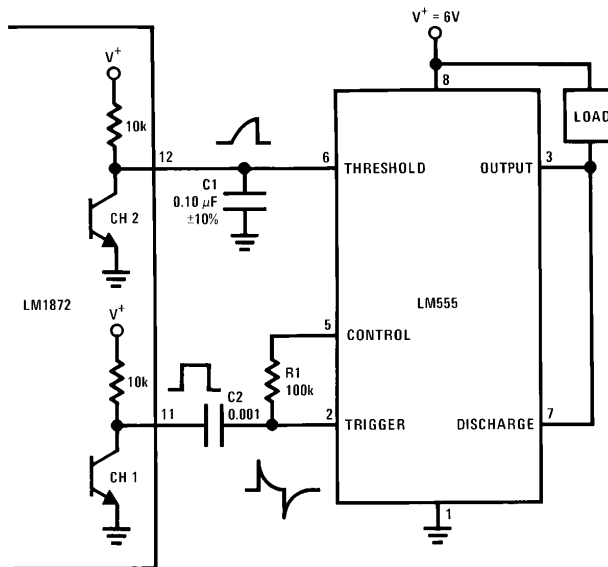 V+ = 6V
V+
8
LOAD
10k
12
6
THRESHOLD
OUTPUT
3
C1
0.10 μF
±10%
CH 2
LM1872
LM555
V+
5
CONTROL
R1
100k
10k
C2
0.001
11
2
TRIGGER
DISCHARGE
7
CH 1
1